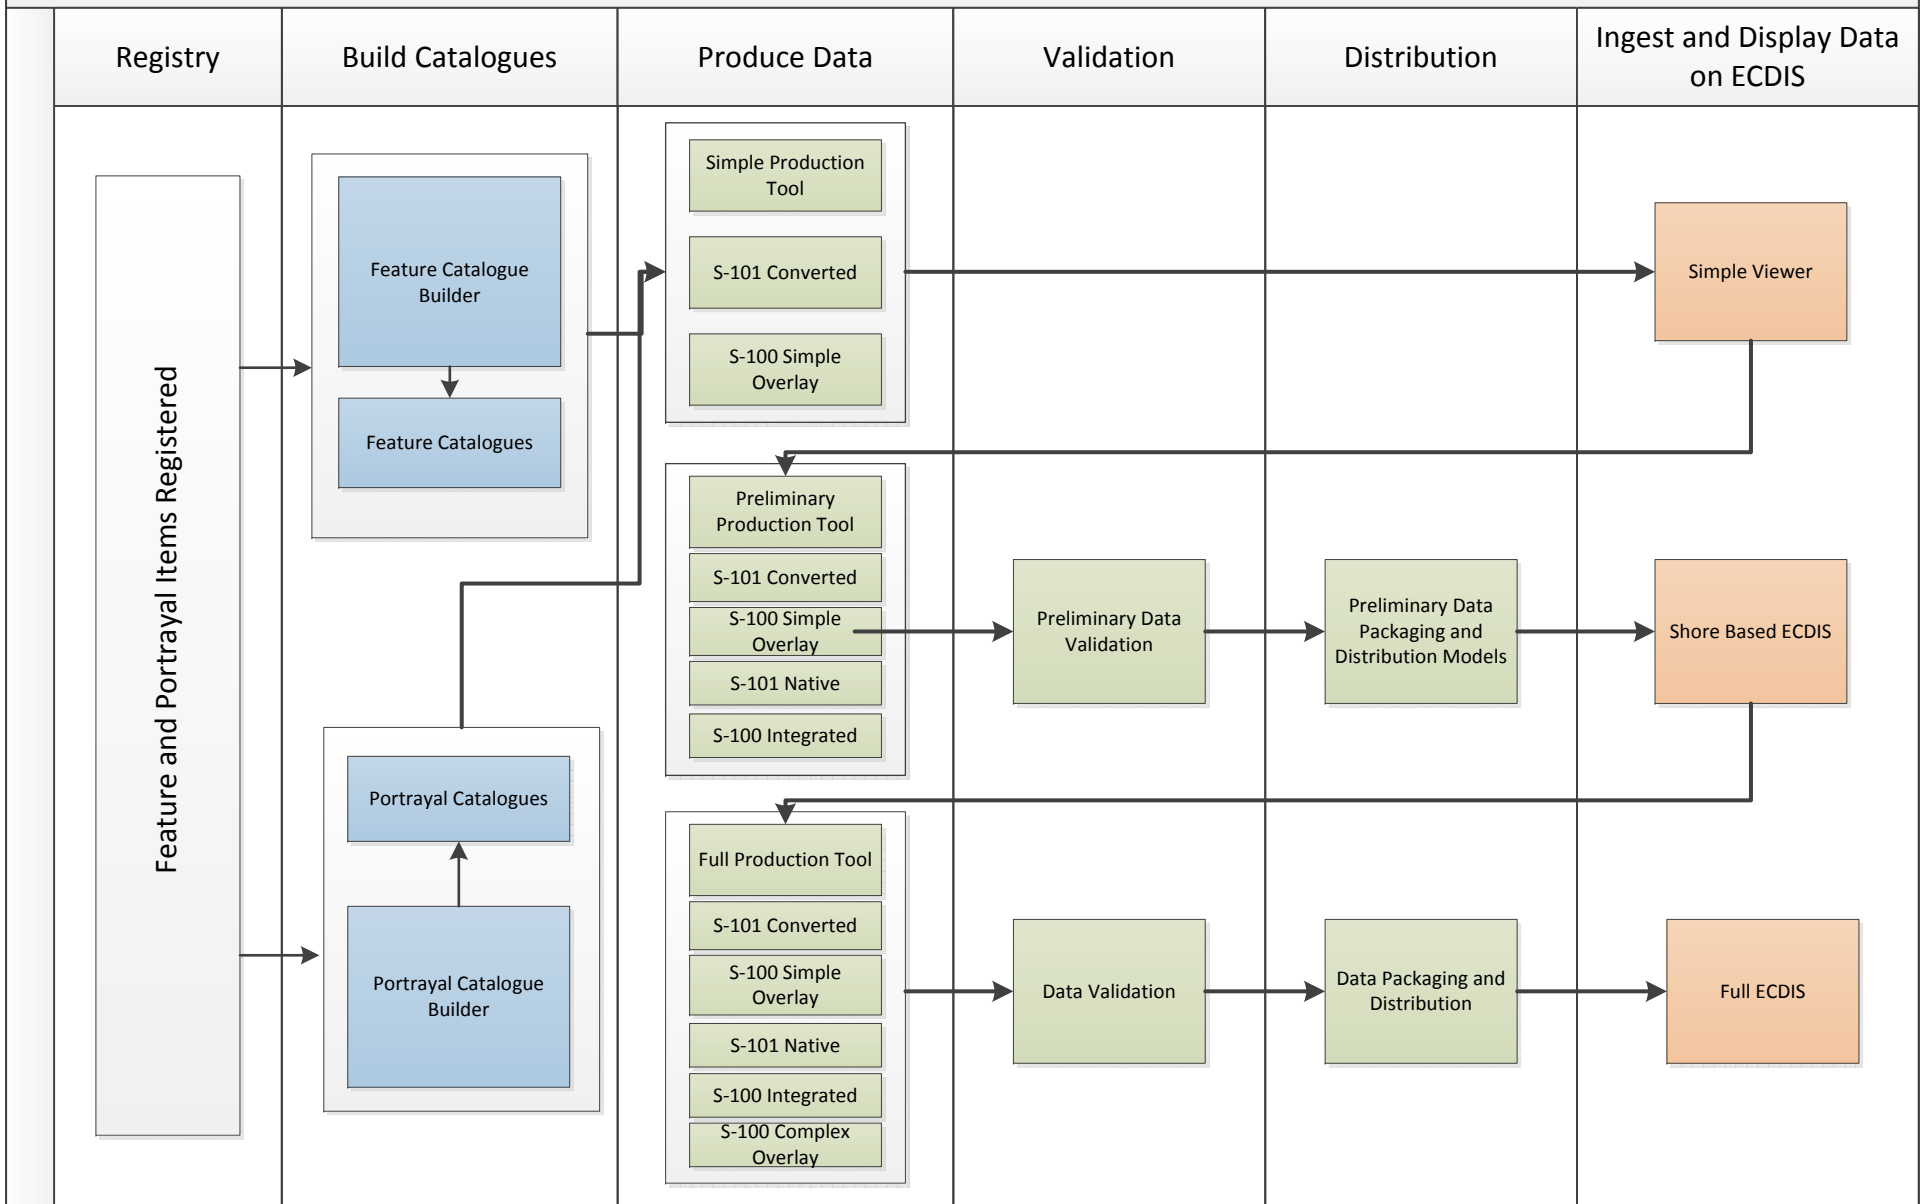 Registry
Build Catalogues
Produce Data
Validation
Distribution
Ingest and Display Data
on ECDIS
Feature and Portrayal Items Registered
Feature Catalogue
Builder
Feature Catalogues
Portrayal Catalogues
Portrayal Catalogue
Builder
Simple Production
Tool
S-101 Converted
S-100 Simple
Overlay
Simple Viewer
Preliminary
Production Tool
S-101 Converted
S-100 Simple
Overlay
S-101 Native
S-100 Integrated
Preliminary Data
Validation
Preliminary Data
Packaging and
Distribution Models
Shore Based ECDIS
Full Production Tool
S-101 Converted
S-100 Simple
Overlay
S-101 Native
S-100 Integrated
S-100 Complex
Overlay
Data Validation
Data Packaging and
Distribution
Full ECDIS